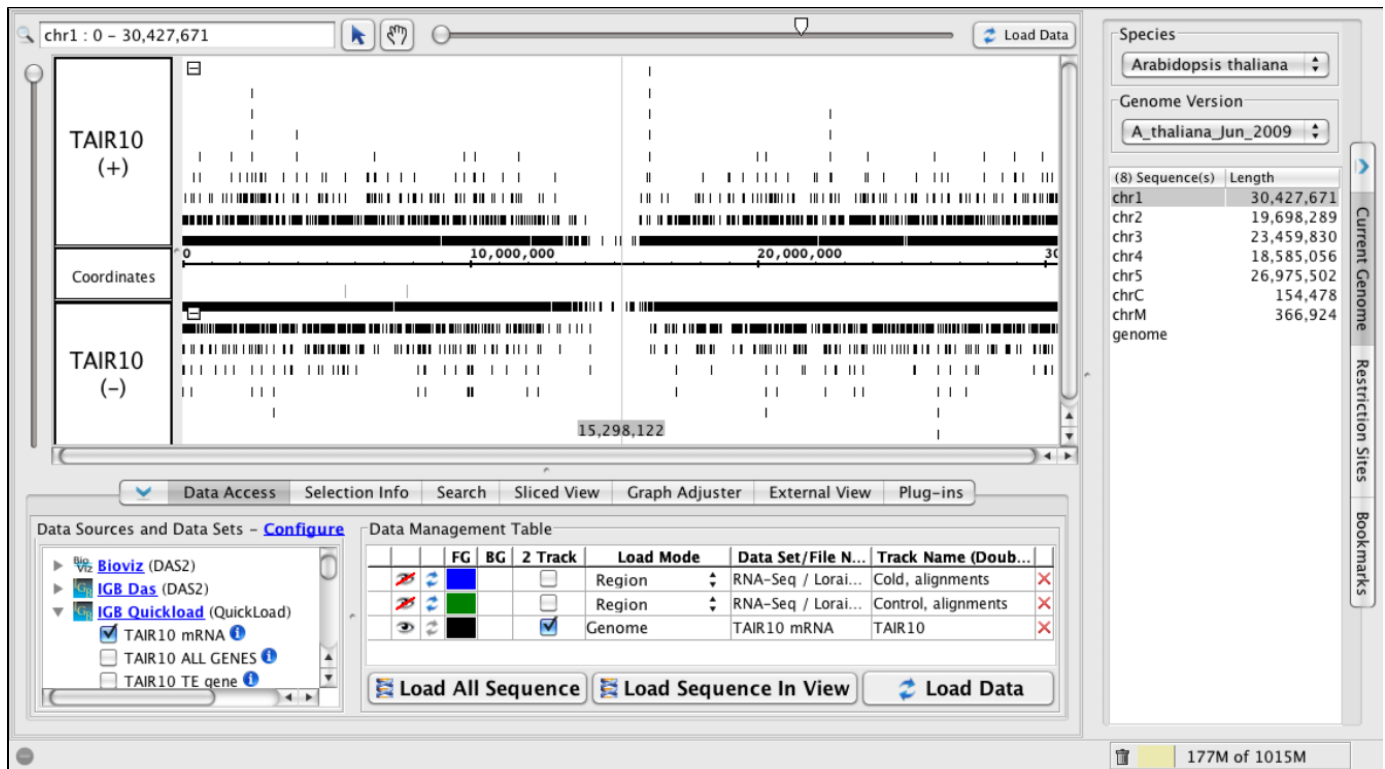 chr1 : 0 – 30,427,671
Load Data
TAIR10
(+)
0 10,000,000 20,000,000 30
Coordinates
TAIR10
(–)
15,298,122
Data Access Selection Info Search Sliced View Graph Adjuster External View Plug-ins
Data Sources and Data Sets – Configure
Bioviz (DAS2)
IGB Das (DAS2)
IGB Quickload (QuickLoad)
TAIR10 mRNA
TAIR10 ALL GENES
TAIR10 TE gene
Data Management Table
FG BG 2 Track Load Mode Data Set/File N... Track Name (Doub...
Region RNA-Seq / Lorai... Cold, alignments
Region RNA-Seq / Lorai... Control, alignments
Genome TAIR10 mRNA TAIR10
Load All Sequence Load Sequence In View Load Data
Species
Arabidopsis thaliana
Genome Version
A_thaliana_Jun_2009
(8) Sequence(s) Length
chr1 30,427,671
chr2 19,698,289
chr3 23,459,830
chr4 18,585,056
chr5 26,975,502
chrC 154,478
chrM 366,924
genome
Current Genome
Restriction Sites
Bookmarks
177M of 1015M